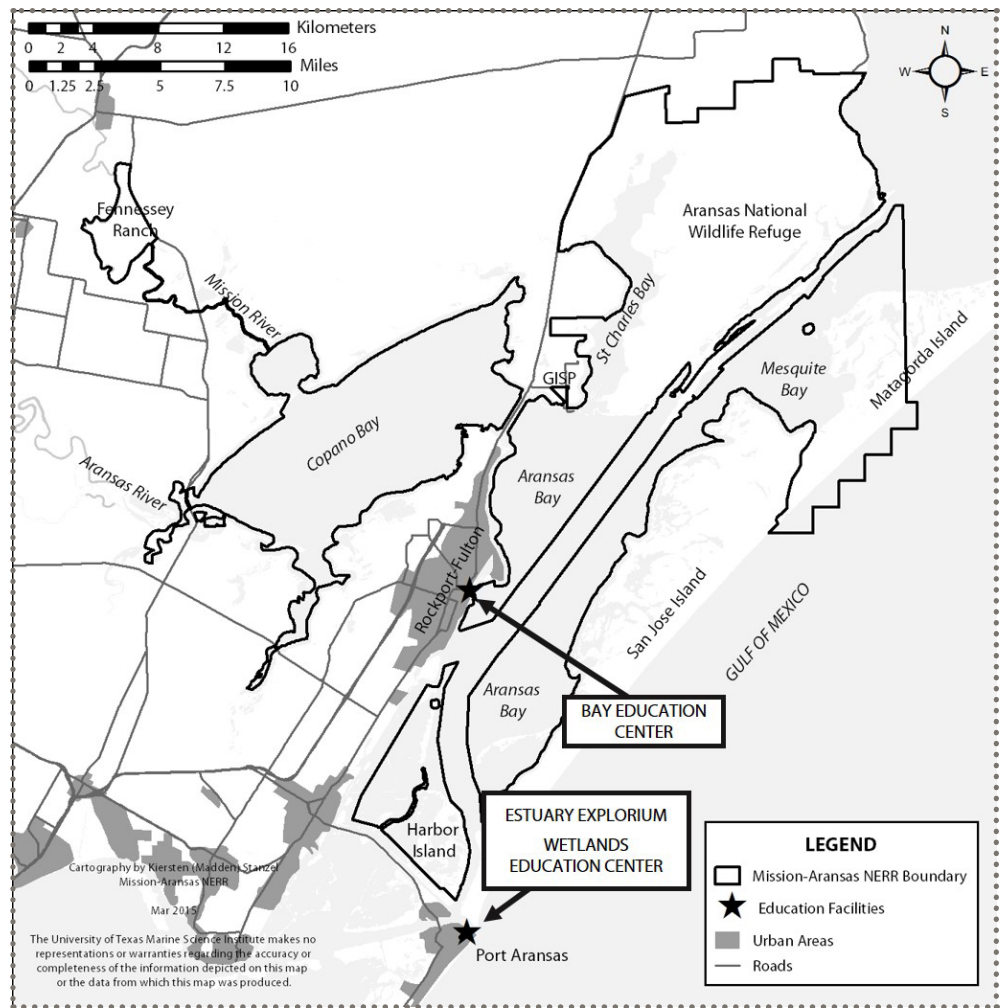 Kilometers
0 2 4 8 12 16
Miles
0 1.25 2.5 5 7.5 10
N
W E
S
Fennessey
Ranch
Mission River
Aransas National
Wildlife Refuge
St Charles Bay
GISP
Mesquite
Bay
Matagorda Island
Copano Bay
Aransas River
Aransas
Bay
Rockport-Fulton
San Jose Island
GULF OF MEXICO
Aransas
Bay
BAY EDUCATION
CENTER
Harbor
Island
ESTUARY EXPLORIUM
WETLANDS
EDUCATION CENTER
Port Aransas
LEGEND
Mission-Aransas NERR Boundary
Education Facilities
Urban Areas
Roads
Cartography by Kiersten (Madden) Stanzel
Mission-Aransas NERR
Mar 2015
The University of Texas Marine Science Institute makes no
representations or warranties regarding the accuracy or
completeness of the information depicted on this map
or the data from which this map was produced.